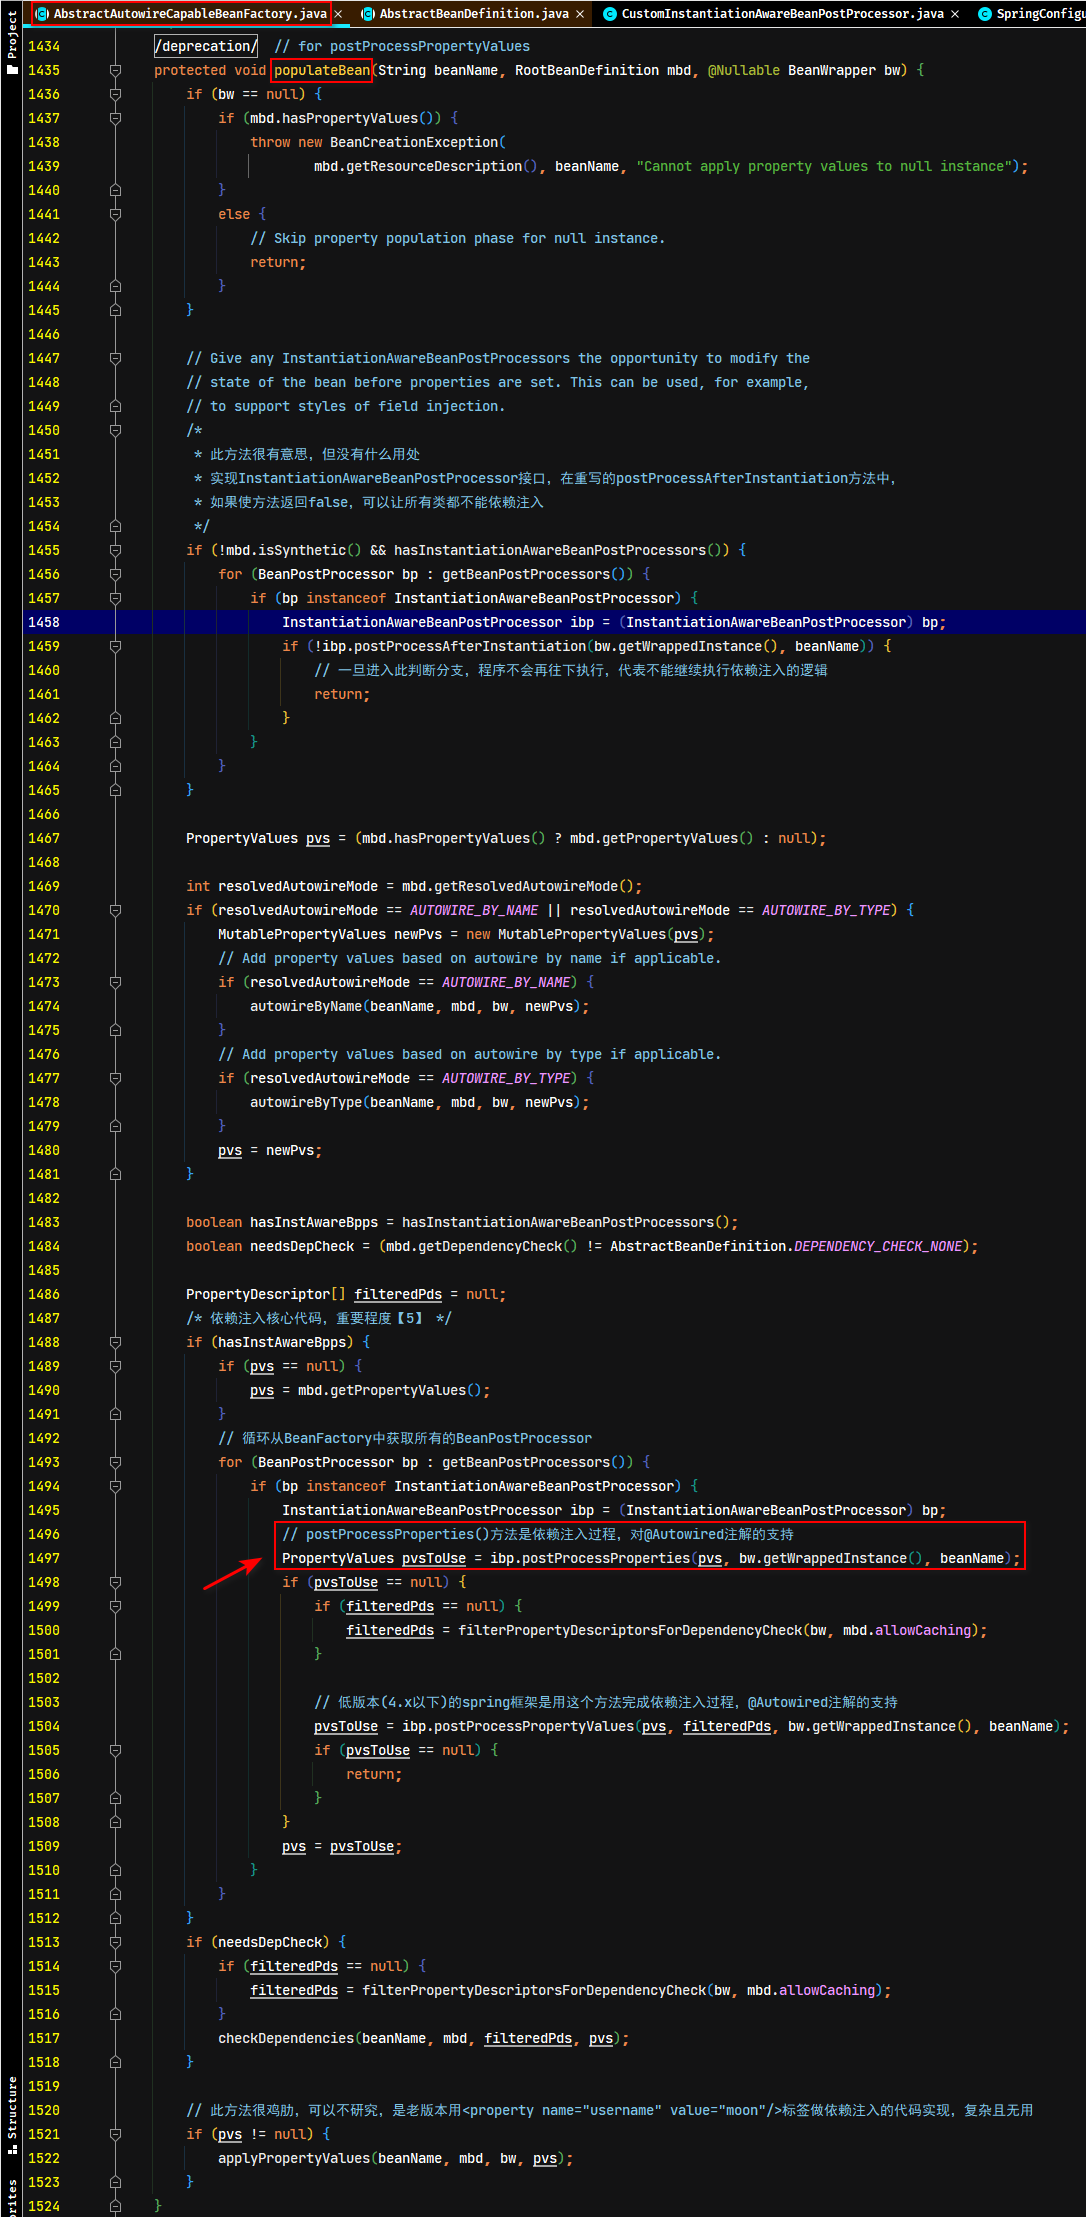 Project
AbstractAutowireCapableBeanFactory.java × AbstractBeanDefinition.java × CustomInstantiationAwareBeanPostProcessor.java × SpringConfigu
1434 /deprecation/ // for postProcessPropertyValues
1435 protected void populateBean(String beanName, RootBeanDefinition mbd, @Nullable BeanWrapper bw) {
1436 if (bw == null) {
1437 if (mbd.hasPropertyValues()) {
1438 throw new BeanCreationException(
1439 mbd.getResourceDescription(), beanName, "Cannot apply property values to null instance");
1440 }
1441 else {
1442 // Skip property population phase for null instance.
1443 return;
1444 }
1445 }
1446
1447 // Give any InstantiationAwareBeanPostProcessors the opportunity to modify the
1448 // state of the bean before properties are set. This can be used, for example,
1449 // to support styles of field injection.
1450 /*
1451 * 此方法很有意思，但没有什么用处
1452 * 实现InstantiationAwareBeanPostProcessor接口，在重写的postProcessAfterInstantiation方法中，
1453 * 如果使方法返回false，可以让所有类都不能依赖注入
1454 */
1455 if (!mbd.isSynthetic() && hasInstantiationAwareBeanPostProcessors()) {
1456 for (BeanPostProcessor bp : getBeanPostProcessors()) {
1457 if (bp instanceof InstantiationAwareBeanPostProcessor) {
1458 InstantiationAwareBeanPostProcessor ibp = (InstantiationAwareBeanPostProcessor) bp;
1459 if (!ibp.postProcessAfterInstantiation(bw.getWrappedInstance(), beanName)) {
1460 // 一旦进入此判断分支，程序不会再往下执行，代表不能继续执行依赖注入的逻辑
1461 return;
1462 }
1463 }
1464 }
1465 }
1466
1467 PropertyValues pvs = (mbd.hasPropertyValues() ? mbd.getPropertyValues() : null);
1468
1469 int resolvedAutowireMode = mbd.getResolvedAutowireMode();
1470 if (resolvedAutowireMode == AUTOWIRE_BY_NAME || resolvedAutowireMode == AUTOWIRE_BY_TYPE) {
1471 MutablePropertyValues newPvs = new MutablePropertyValues(pvs);
1472 // Add property values based on autowire by name if applicable.
1473 if (resolvedAutowireMode == AUTOWIRE_BY_NAME) {
1474 autowireByName(beanName, mbd, bw, newPvs);
1475 }
1476 // Add property values based on autowire by type if applicable.
1477 if (resolvedAutowireMode == AUTOWIRE_BY_TYPE) {
1478 autowireByType(beanName, mbd, bw, newPvs);
1479 }
1480 pvs = newPvs;
1481 }
1482
1483 boolean hasInstAwareBpps = hasInstantiationAwareBeanPostProcessors();
1484 boolean needsDepCheck = (mbd.getDependencyCheck() != AbstractBeanDefinition.DEPENDENCY_CHECK_NONE);
1485
1486 PropertyDescriptor[] filteredPds = null;
1487 /* 依赖注入核心代码，重要程度【5】 */
1488 if (hasInstAwareBpps) {
1489 if (pvs == null) {
1490 pvs = mbd.getPropertyValues();
1491 }
1492 // 循环从BeanFactory中获取所有的BeanPostProcessor
1493 for (BeanPostProcessor bp : getBeanPostProcessors()) {
1494 if (bp instanceof InstantiationAwareBeanPostProcessor) {
1495 InstantiationAwareBeanPostProcessor ibp = (InstantiationAwareBeanPostProcessor) bp;
1496 // postProcessProperties()方法是依赖注入过程，对@Autowired注解的支持
1497 PropertyValues pvsToUse = ibp.postProcessProperties(pvs, bw.getWrappedInstance(), beanName);
1498 if (pvsToUse == null) {
1499 if (filteredPds == null) {
1500 filteredPds = filterPropertyDescriptorsForDependencyCheck(bw, mbd.allowCaching);
1501 }
1502
1503 // 低版本(4.x以下)的spring框架是用这个方法完成依赖注入过程，@Autowired注解的支持
1504 pvsToUse = ibp.postProcessPropertyValues(pvs, filteredPds, bw.getWrappedInstance(), beanName);
1505 if (pvsToUse == null) {
1506 return;
1507 }
1508 }
1509 pvs = pvsToUse;
1510 }
1511 }
1512 }
1513 if (needsDepCheck) {
1514 if (filteredPds == null) {
1515 filteredPds = filterPropertyDescriptorsForDependencyCheck(bw, mbd.allowCaching);
1516 }
1517 checkDependencies(beanName, mbd, filteredPds, pvs);
1518 }
1519
1520 // 此方法很鸡肋，可以不研究，是老版本用<property name="username" value="moon"/>标签做依赖注入的代码实现，复杂且无用
1521 if (pvs != null) {
1522 applyPropertyValues(beanName, mbd, bw, pvs);
1523 }
1524 }
Structure
orites